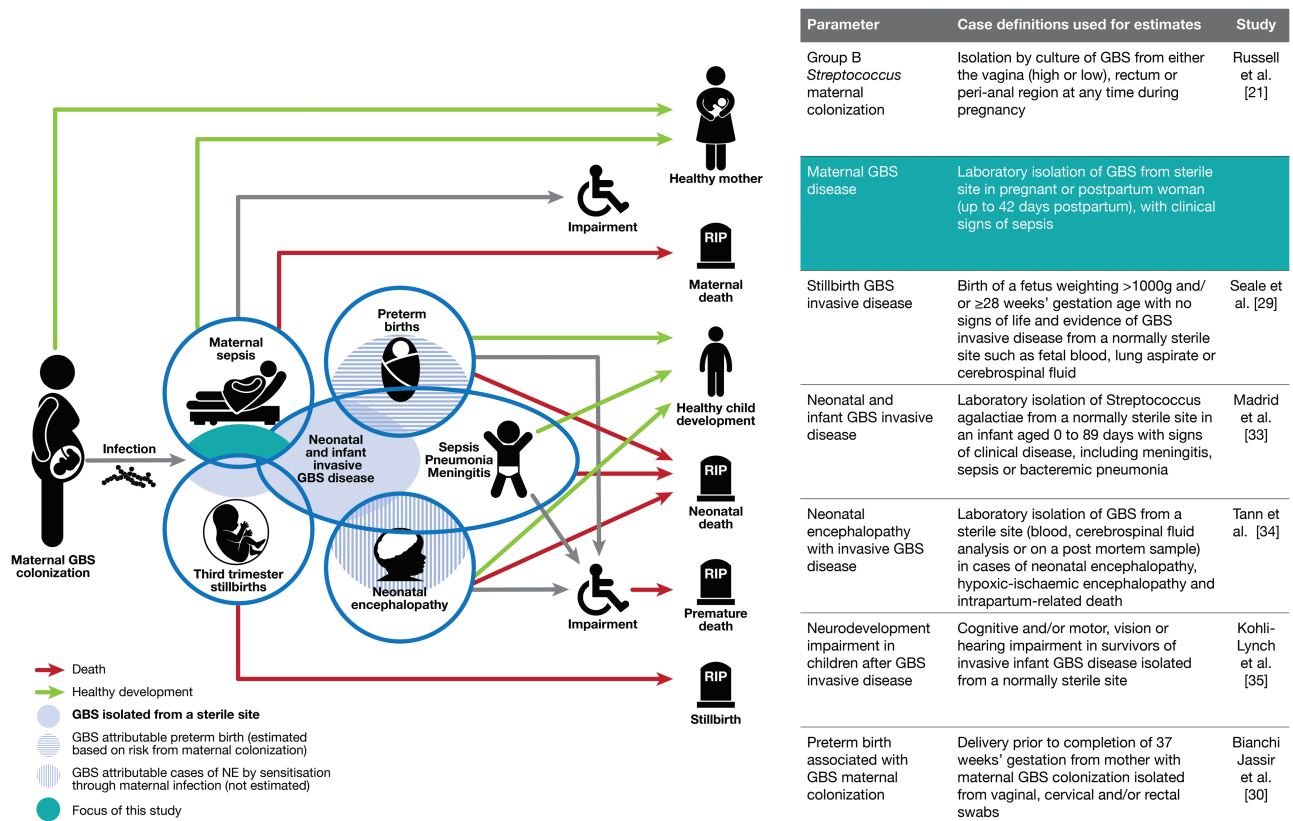 Healthy mother
Impairment
RIP
Maternal
death
Preterm
births
Maternal
sepsis
Healthy child
development
Neonatal
and infant
invasive
GBS disease
Sepsis
Pneumonia
Meningitis
Infection
RIP
Neonatal
death
Maternal GBS
colonization
Third trimester
stillbirths
Neonatal
encephalopathy
Impairment
RIP
Premature
death
RIP
Stillbirth
Death
Healthy development
GBS isolated from a sterile site
GBS attributable preterm birth (estimated
based on risk from maternal colonization)
GBS attributable cases of NE by sensitisation
through maternal infection (not estimated)
Focus of this study
Parameter Case definitions used for estimates Study
Group B Isolation by culture of GBS from either Russell
Streptococcus the vagina (high or low), rectum or et al.
maternal peri-anal region at any time during [21]
colonization pregnancy
Maternal GBS Laboratory isolation of GBS from sterile
disease site in pregnant or postpartum woman
(up to 42 days postpartum), with clinical
signs of sepsis
Stillbirth GBS Birth of a fetus weighting >1000g and/ Seale et
invasive disease or ≥28 weeks' gestation age with no al. [29]
signs of life and evidence of GBS
invasive disease from a normally sterile
site such as fetal blood, lung aspirate or
cerebrospinal fluid
Neonatal and Laboratory isolation of Streptococcus Madrid
infant GBS invasive agalactiae from a normally sterile site in et al.
disease an infant aged 0 to 89 days with signs [33]
of clinical disease, including meningitis,
sepsis or bacteremic pneumonia
Neonatal Laboratory isolation of GBS from a Tann et
encephalopathy sterile site (blood, cerebrospinal fluid al. [34]
with invasive GBS analysis or on a post mortem sample)
disease in cases of neonatal encephalopathy,
hypoxic-ischaemic encephalopathy and
intrapartum-related death
Neurodevelopment Cognitive and/or motor, vision or Kohli-
impairment in hearing impairment in survivors of Lynch
children after GBS invasive infant GBS disease isolated et al.
invasive disease from a normally sterile site [35]
Preterm birth Delivery prior to completion of 37 Bianchi
associated with weeks' gestation from mother with Jassir
GBS maternal maternal GBS colonization isolated et al.
colonization from vaginal, cervical and/or rectal [30]
swabs